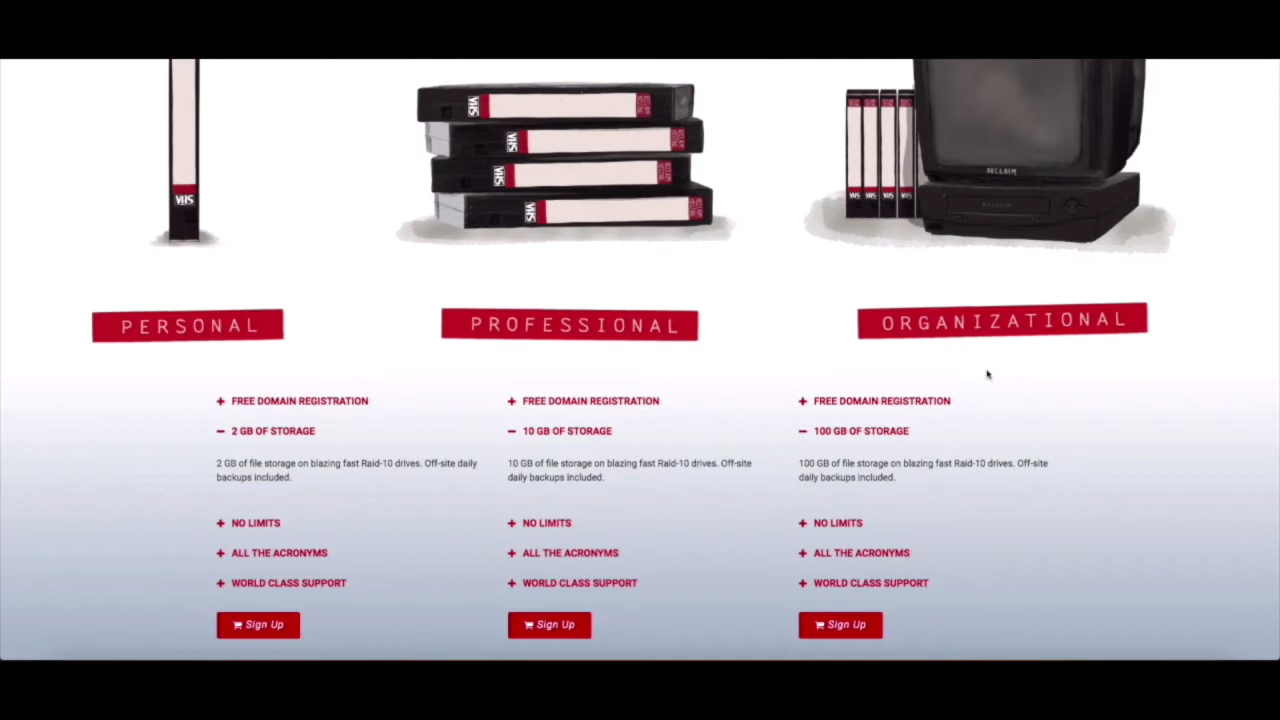 VHS
VHS
VHS
VHS
VHS
VHS
VHS
VHS
VHS
RECLAIM
PERSONAL
PROFESSIONAL
ORGANIZATIONAL
+ FREE DOMAIN REGISTRATION
− 2 GB OF STORAGE
2 GB of file storage on blazing fast Raid-10 drives. Off-site daily
backups included.
+ NO LIMITS
+ ALL THE ACRONYMS
+ WORLD CLASS SUPPORT
Sign Up
+ FREE DOMAIN REGISTRATION
− 10 GB OF STORAGE
10 GB of file storage on blazing fast Raid-10 drives. Off-site
daily backups included.
+ NO LIMITS
+ ALL THE ACRONYMS
+ WORLD CLASS SUPPORT
Sign Up
+ FREE DOMAIN REGISTRATION
− 100 GB OF STORAGE
100 GB of file storage on blazing fast Raid-10 drives. Off-site
daily backups included.
+ NO LIMITS
+ ALL THE ACRONYMS
+ WORLD CLASS SUPPORT
Sign Up